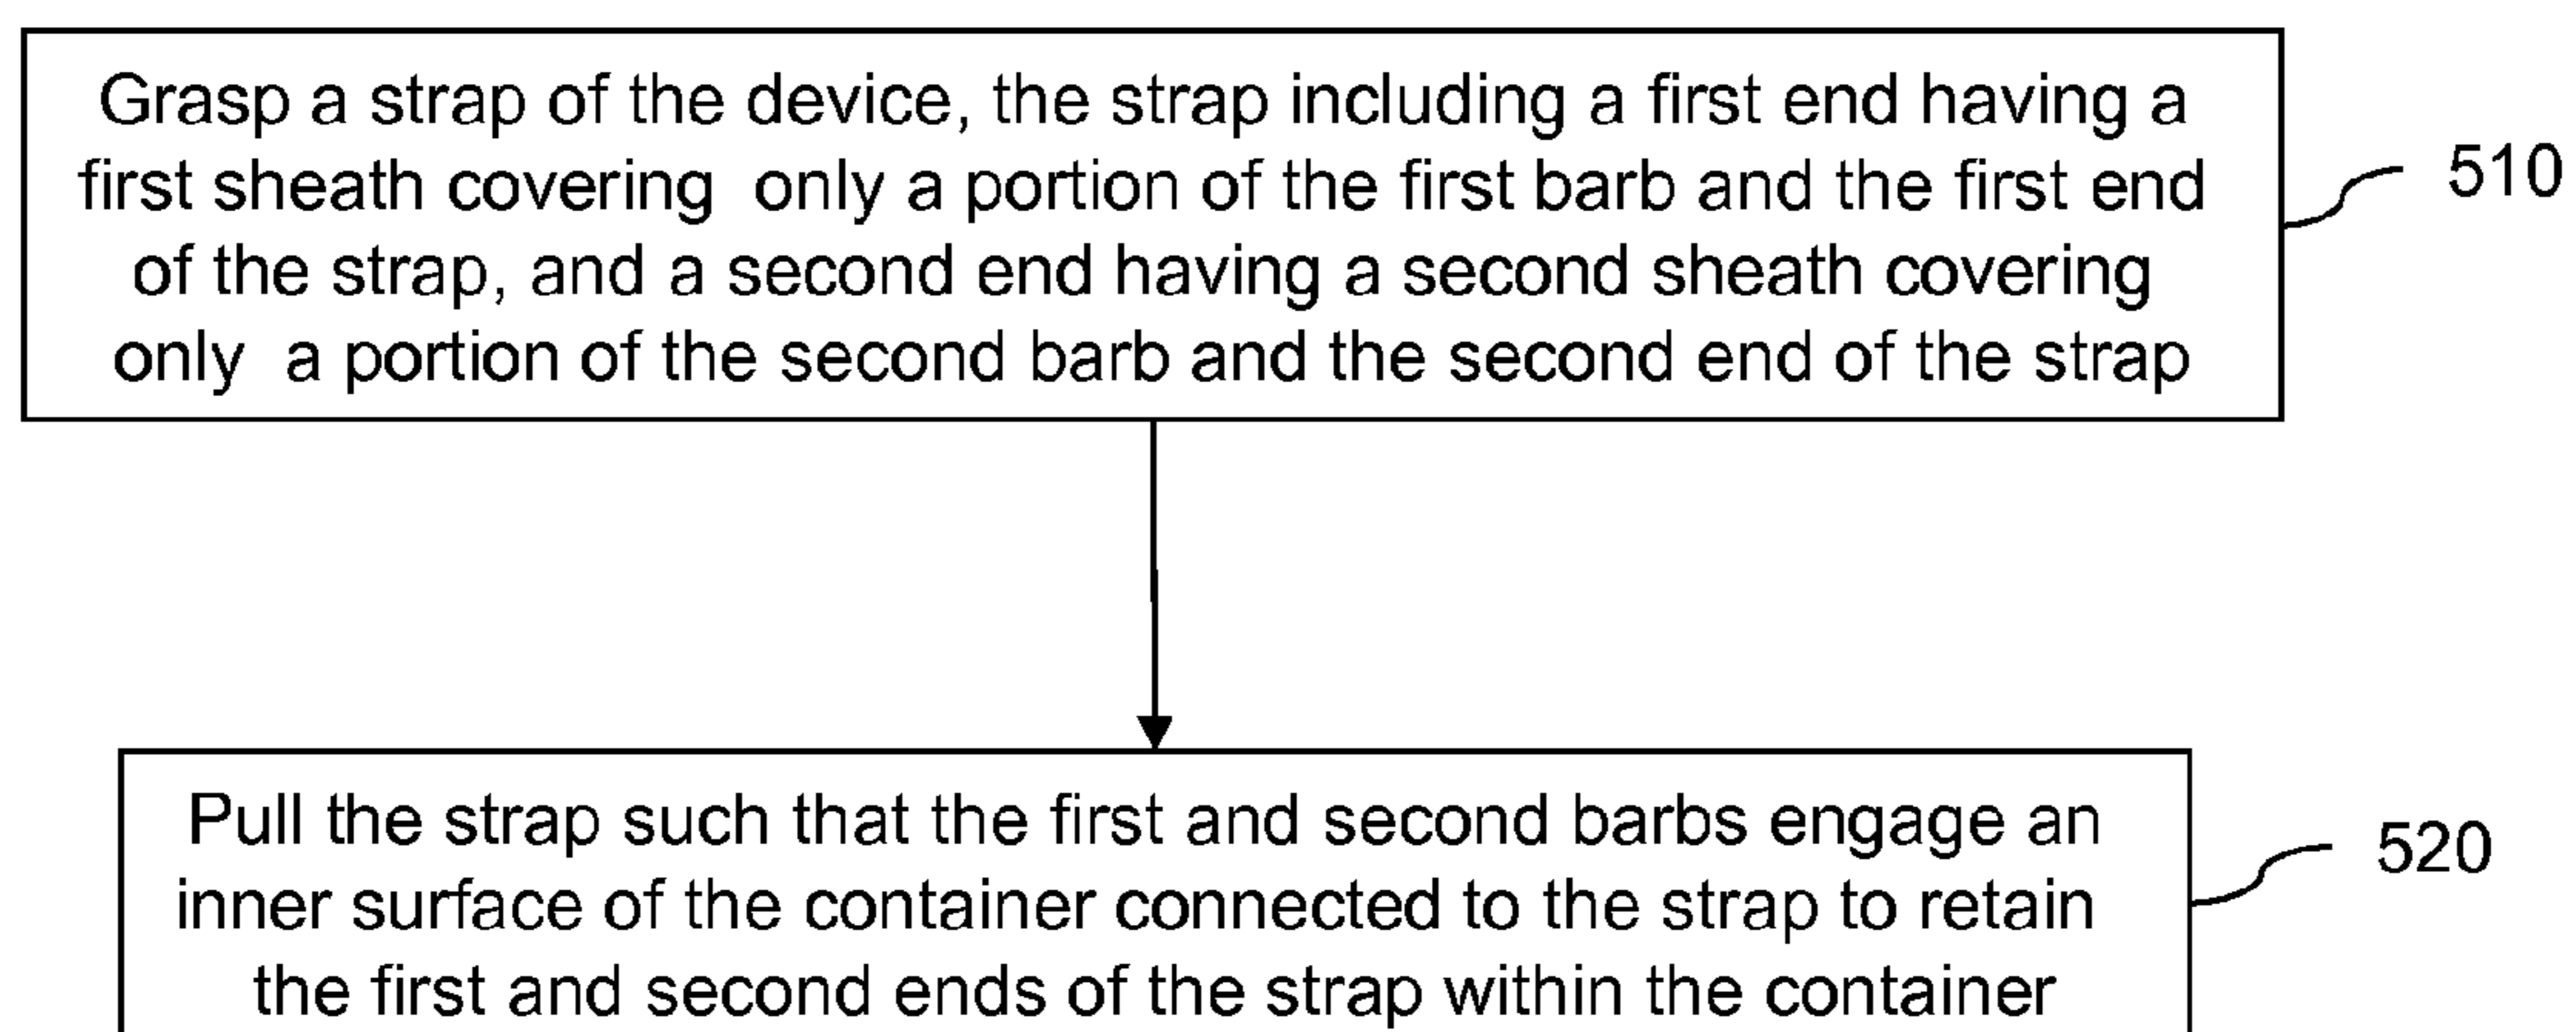 Grasp a strap of the device, the strap including a first end having a
first sheath covering only a portion of the first barb and the first end
of the strap, and a second end having a second sheath covering
only a portion of the second barb and the second end of the strap
510
Pull the strap such that the first and second barbs engage an
inner surface of the container connected to the strap to retain
the first and second ends of the strap within the container
520